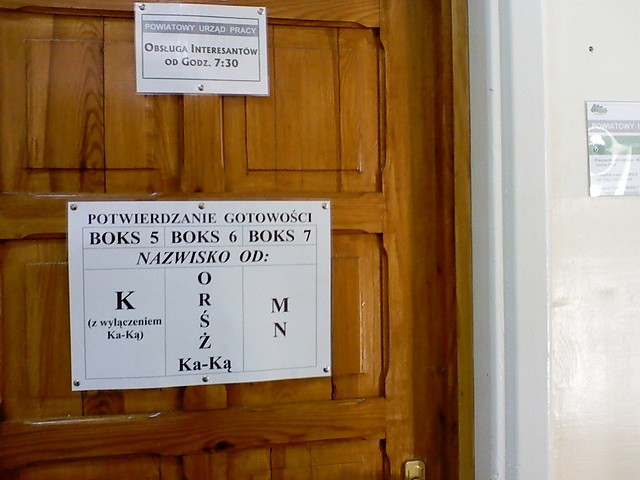 POWIATOWY URZĄD PRACY
OBSŁUGA INTERESANTÓW
OD GODZ. 7:30
POTWIERDZANIE GOTOWOŚCI
BOKS 5 BOKS 6 BOKS 7
NAZWISKO OD:
K
(z wyłączeniem
Ka-Ką)
O
R
Ś
Ż
Ka-Ką
M
N
POWIATOWY